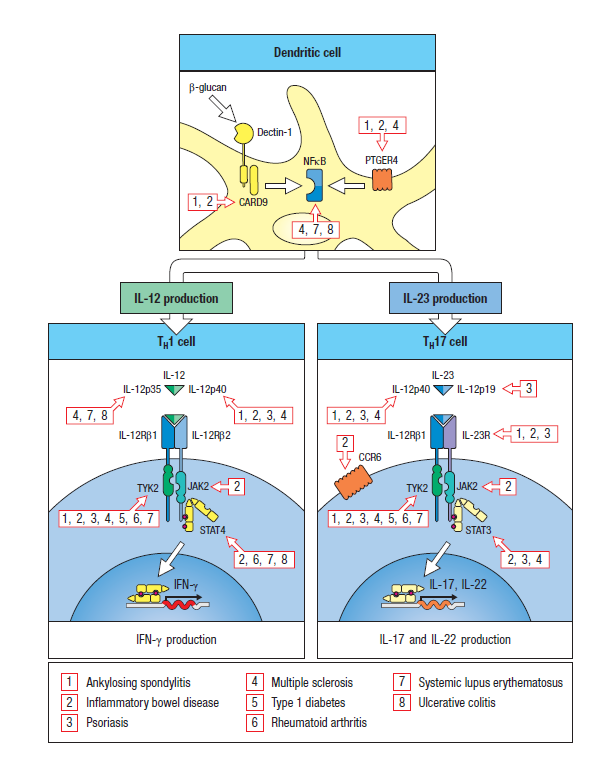 Dendritic cell
β-glucan
Dectin-1
1, 2, 4
NFκB
PTGER4
1, 2
CARD9
4, 7, 8
IL-12 production
IL-23 production
TH1 cell
IL-12
IL-12p35
IL-12p40
4, 7, 8
1, 2, 3, 4
IL-12Rβ1
IL-12Rβ2
TYK2
JAK2
2
1, 2, 3, 4, 5, 6, 7
STAT4
2, 6, 7, 8
IFN-γ
IFN-γ production
TH17 cell
IL-23
IL-12p40
IL-12p19
3
1, 2, 3, 4
IL-12Rβ1
IL-23R
1, 2, 3
2
CCR6
TYK2
JAK2
2
1, 2, 3, 4, 5, 6, 7
STAT3
2, 3, 4
IL-17, IL-22
IL-17 and IL-22 production
1 Ankylosing spondylitis
2 Inflammatory bowel disease
3 Psoriasis
4 Multiple sclerosis
5 Type 1 diabetes
6 Rheumatoid arthritis
7 Systemic lupus erythematosus
8 Ulcerative colitis